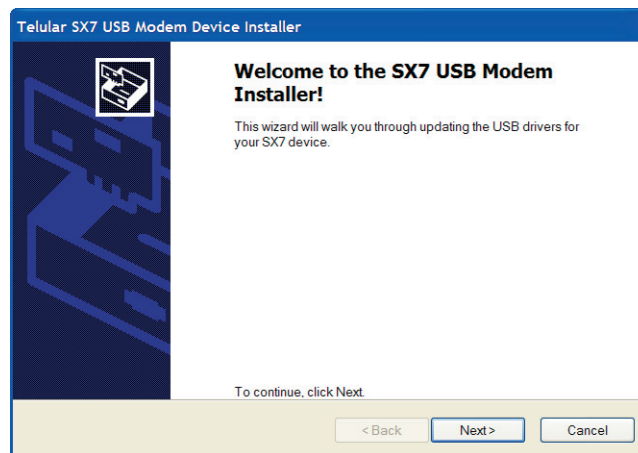 Telular SX7 USB Modem Device Installer
Welcome to the SX7 USB Modem
Installer!
This wizard will walk you through updating the USB drivers for
your SX7 device.
To continue, click Next.
< Back Next > Cancel